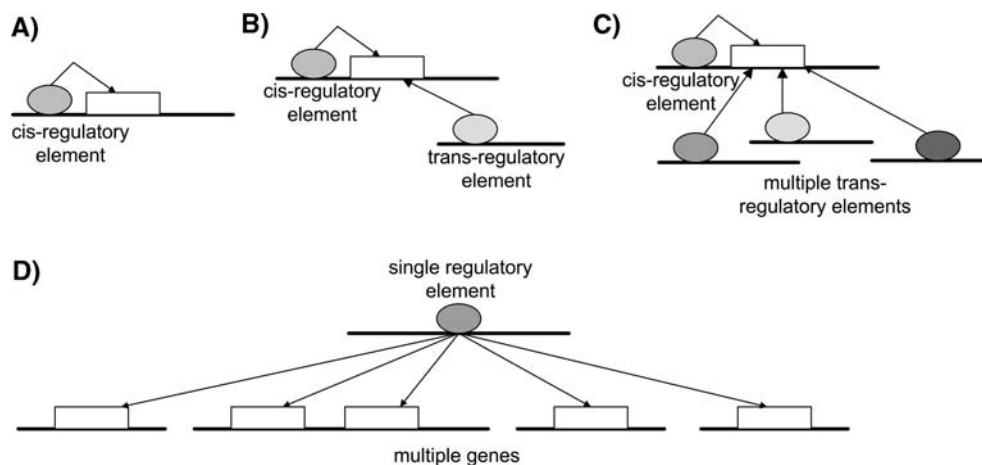 A)
cis-regulatory
element
B)
cis-regulatory
element
trans-regulatory
element
C)
cis-regulatory
element
multiple trans-
regulatory elements
D)
single regulatory
element
multiple genes